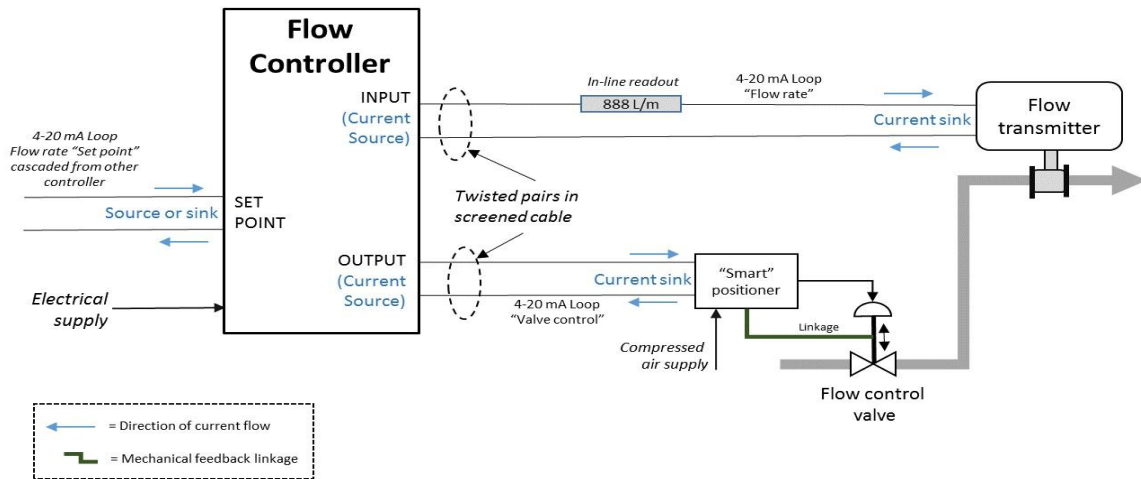 Flow
Controller
INPUT
(Current
Source)
In-line readout
888 L/m
4-20 mA Loop
“Flow rate”
Current sink
Flow
transmitter
4-20 mA Loop
Flow rate “Set point”
cascaded from other
controller
Source or sink
SET
POINT
Twisted pairs in
screened cable
OUTPUT
(Current
Source)
Current sink
4-20 mA Loop
“Valve control”
“Smart”
positioner
Linkage
Electrical
supply
Compressed
air supply
Flow control
valve
= Direction of current flow
= Mechanical feedback linkage